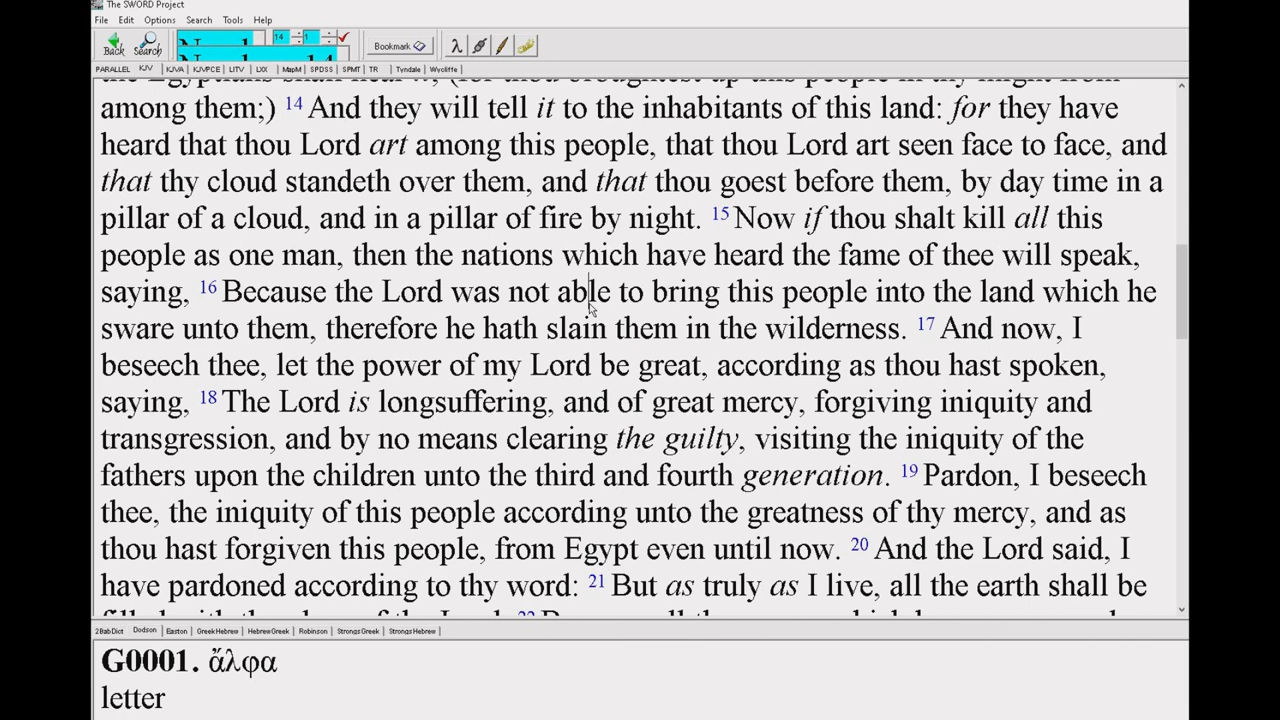 The SWORD Project
File Edit Options Search Tools Help
Back Search 14 1 Bookmark λ
PARALLEL KJV KJVA KJVPCE LITV LXX MapM SPDSS SPMT TR Tyndale Wycliffe
among them;) 14 And they will tell it to the inhabitants of this land: for they have
heard that thou Lord art among this people, that thou Lord art seen face to face, and
that thy cloud standeth over them, and that thou goest before them, by day time in a
pillar of a cloud, and in a pillar of fire by night. 15 Now if thou shalt kill all this
people as one man, then the nations which have heard the fame of thee will speak,
saying, 16 Because the Lord was not able to bring this people into the land which he
sware unto them, therefore he hath slain them in the wilderness. 17 And now, I
beseech thee, let the power of my Lord be great, according as thou hast spoken,
saying, 18 The Lord is longsuffering, and of great mercy, forgiving iniquity and
transgression, and by no means clearing the guilty, visiting the iniquity of the
fathers upon the children unto the third and fourth generation. 19 Pardon, I beseech
thee, the iniquity of this people according unto the greatness of thy mercy, and as
thou hast forgiven this people, from Egypt even until now. 20 And the Lord said, I
have pardoned according to thy word: 21 But as truly as I live, all the earth shall be
2BabDict Dodson Easton GreekHebrew HebrewGreek Robinson StrongsGreek StrongsHebrew
G0001. ἄλφα
letter